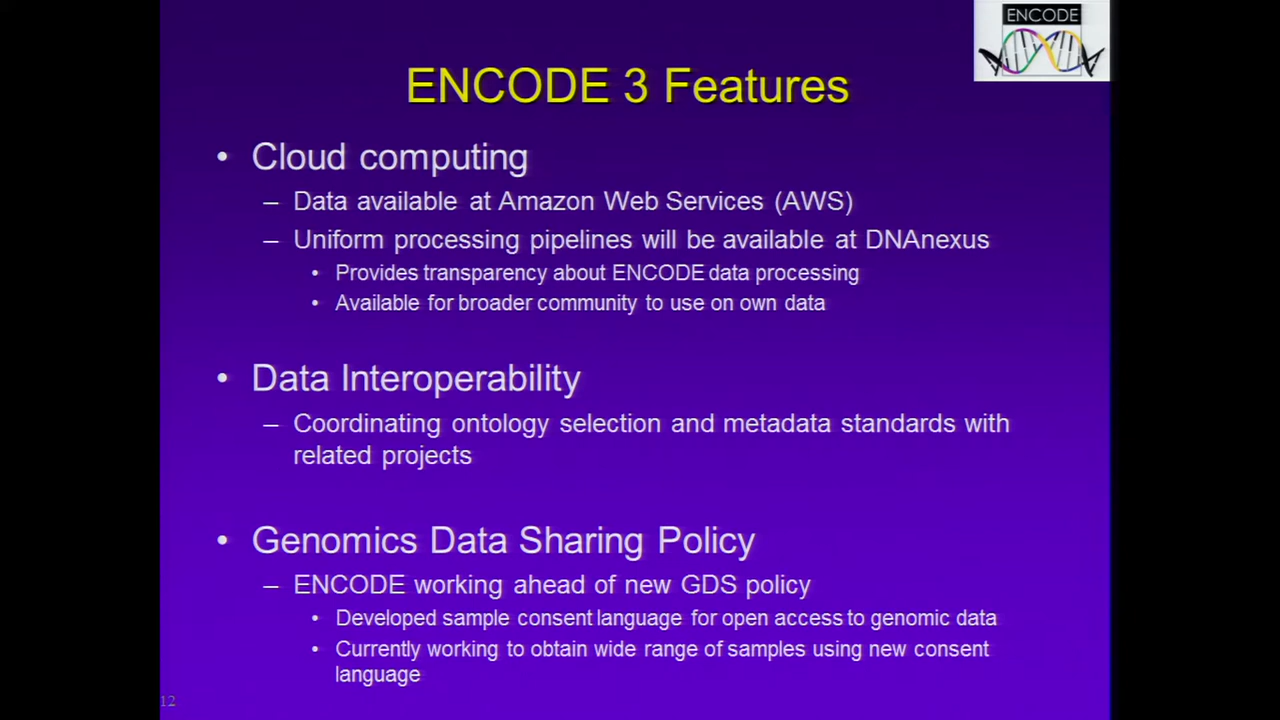 ENCODE
ENCODE 3 Features
• Cloud computing
– Data available at Amazon Web Services (AWS)
– Uniform processing pipelines will be available at DNAnexus
• Provides transparency about ENCODE data processing
• Available for broader community to use on own data
• Data Interoperability
– Coordinating ontology selection and metadata standards with
related projects
• Genomics Data Sharing Policy
– ENCODE working ahead of new GDS policy
• Developed sample consent language for open access to genomic data
• Currently working to obtain wide range of samples using new consent
language
12